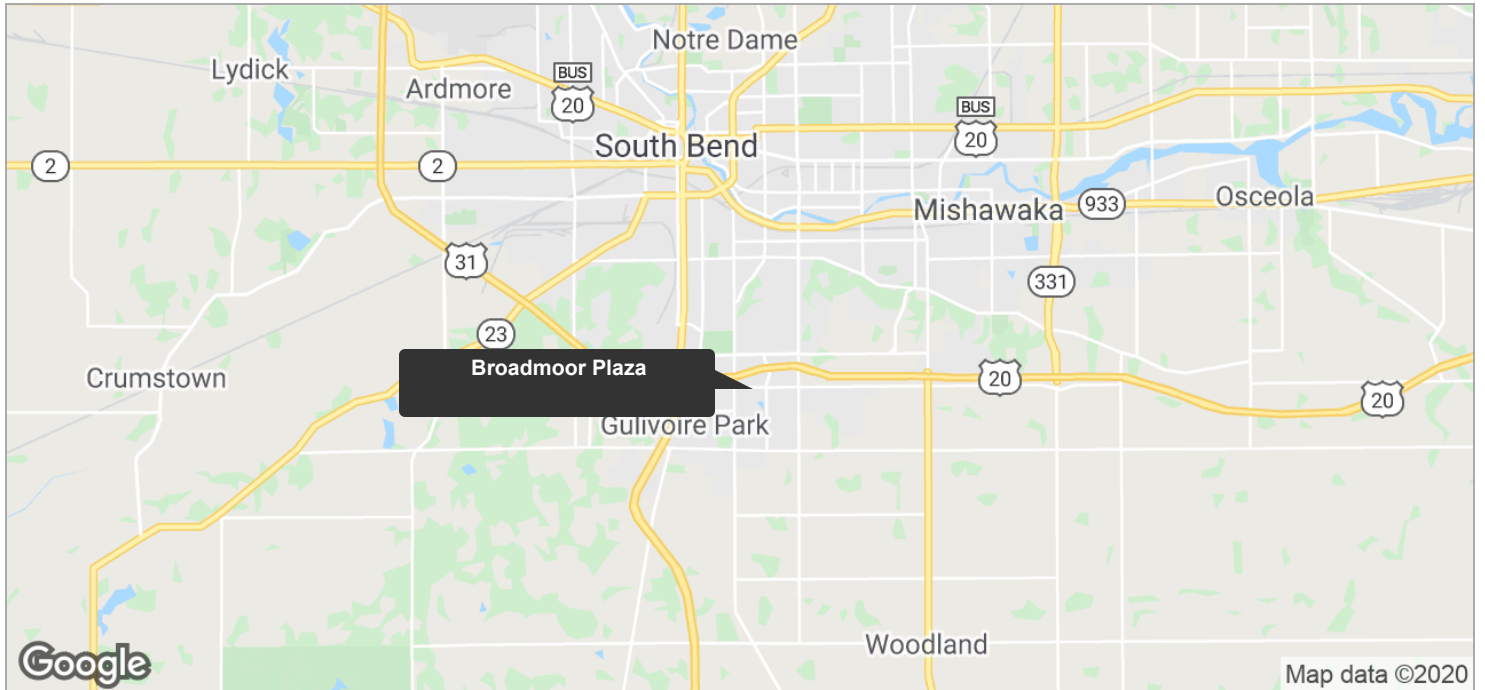 Notre Dame
Lydick
BUS
20
Ardmore
BUS
20
South Bend
2
2
Osceola
Mishawaka
933
31
331
23
Broadmoor Plaza
Crumstown
20
20
Gulivoire Park
Woodland
Google
Map data ©2020